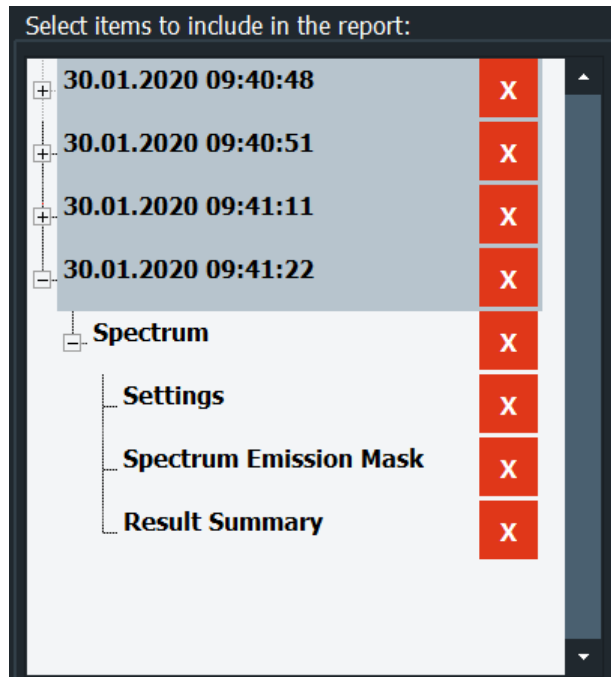 Select items to include in the report:
30.01.2020 09:40:48 X
30.01.2020 09:40:51 X
30.01.2020 09:41:11 X
30.01.2020 09:41:22 X
Spectrum X
Settings X
Spectrum Emission Mask X
Result Summary X